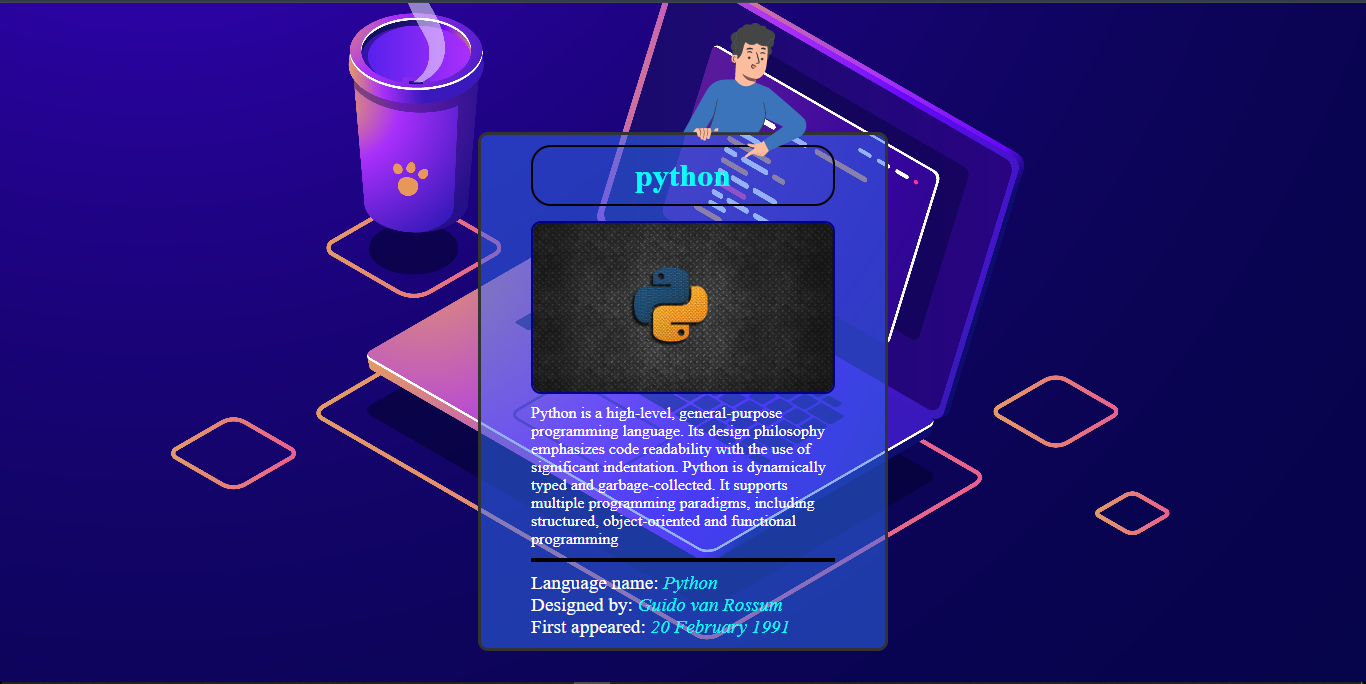 python
Python is a high-level, general-purpose
programming language. Its design philosophy
emphasizes code readability with the use of
significant indentation. Python is dynamically
typed and garbage-collected. It supports
multiple programming paradigms, including
structured, object-oriented and functional
programming
Language name: Python
Designed by: Guido van Rossum
First appeared: 20 February 1991